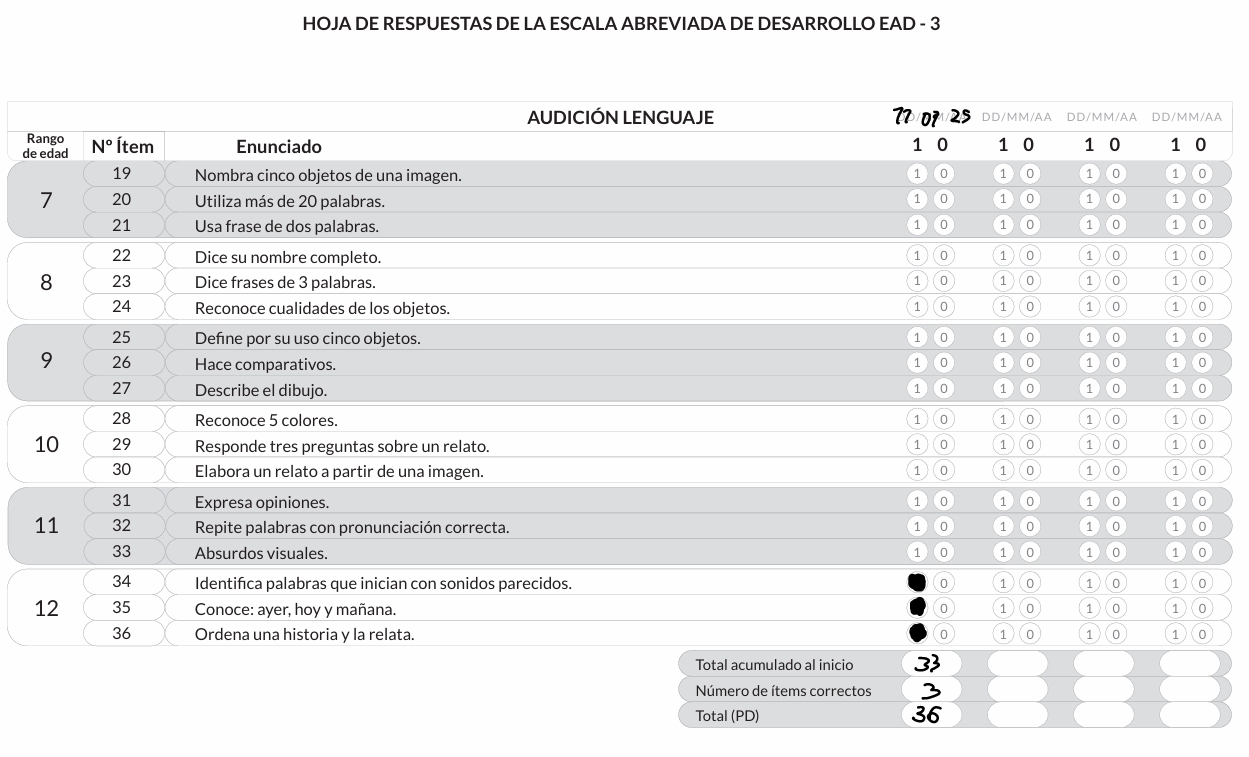 HOJA DE RESPUESTAS DE LA ESCALA ABREVIADA DE DESARROLLO EAD - 3
AUDICIÓN LENGUAJE 07 25 DD/MM/AA DD/MM/AA DD/MM/AA
Rango de edad Nº Ítem Enunciado 1 0 1 0 1 0 1 0
7
19 Nombra cinco objetos de una imagen. 1 0 1 0 1 0 1 0
20 Utiliza más de 20 palabras. 1 0 1 0 1 0 1 0
21 Usa frase de dos palabras. 1 0 1 0 1 0 1 0
8
22 Dice su nombre completo. 1 0 1 0 1 0 1 0
23 Dice frases de 3 palabras. 1 0 1 0 1 0 1 0
24 Reconoce cualidades de los objetos. 1 0 1 0 1 0 1 0
9
25 Define por su uso cinco objetos. 1 0 1 0 1 0 1 0
26 Hace comparativos. 1 0 1 0 1 0 1 0
27 Describe el dibujo. 1 0 1 0 1 0 1 0
10
28 Reconoce 5 colores. 1 0 1 0 1 0 1 0
29 Responde tres preguntas sobre un relato. 1 0 1 0 1 0 1 0
30 Elabora un relato a partir de una imagen. 1 0 1 0 1 0 1 0
11
31 Expresa opiniones. 1 0 1 0 1 0 1 0
32 Repite palabras con pronunciación correcta. 1 0 1 0 1 0 1 0
33 Absurdos visuales. 1 0 1 0 1 0 1 0
12
34 Identifica palabras que inician con sonidos parecidos. 0 1 0 1 0 1 0
35 Conoce: ayer, hoy y mañana. 0 1 0 1 0 1 0
36 Ordena una historia y la relata. 0 1 0 1 0 1 0
Total acumulado al inicio 33
Número de ítems correctos 3
Total (PD) 36